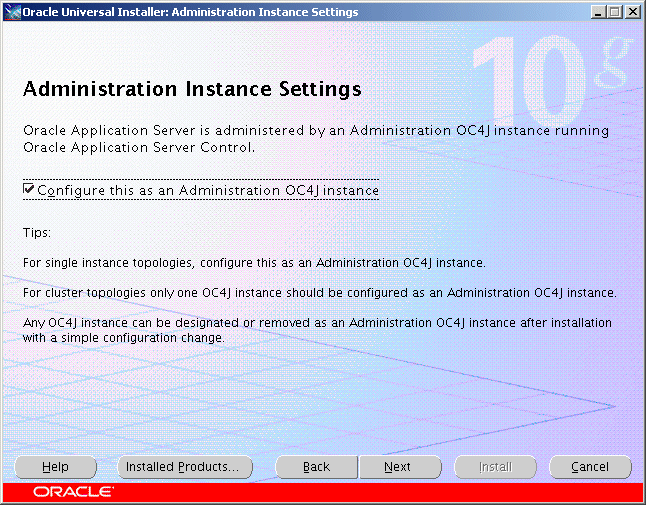 Oracle Universal Installer: Administration Instance Settings
10g
Administration Instance Settings
Oracle Application Server is administered by an Administration OC4J instance running
Oracle Application Server Control.
Configure this as an Administration OC4J instance
Tips:
For single instance topologies, configure this as an Administration OC4J instance.
For cluster topologies only one OC4J instance should be configured as an Administration OC4J instance.
Any OC4J instance can be designated or removed as an Administration OC4J instance after installation
with a simple configuration change.
Help Installed Products... Back Next Install Cancel
ORACLE